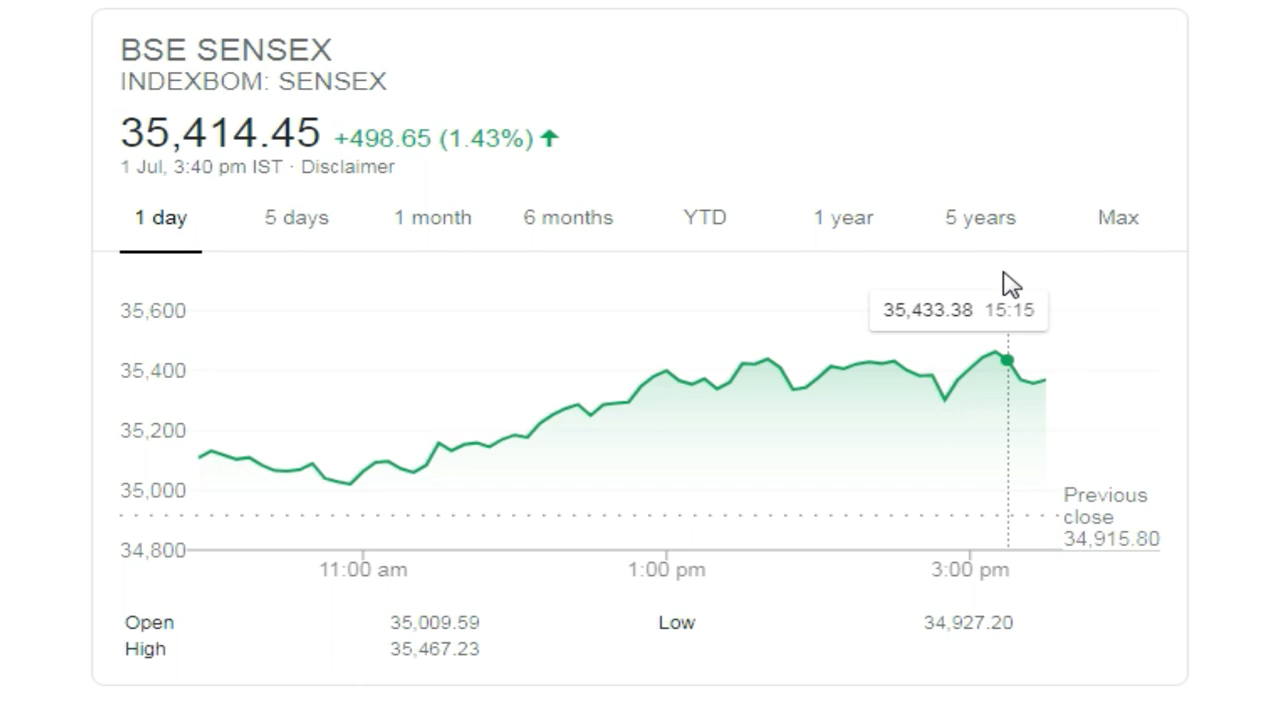 BSE SENSEX
INDEXBOM: SENSEX
35,414.45 +498.65 (1.43%)
1 Jul, 3:40 pm IST · Disclaimer
1 day 5 days 1 month 6 months YTD 1 year 5 years Max
35,433.38 15:15
35,600
35,400
35,200
35,000
34,800
Previous
close
34,915.80
11:00 am 1:00 pm 3:00 pm
Open 35,009.59 Low 34,927.20
High 35,467.23